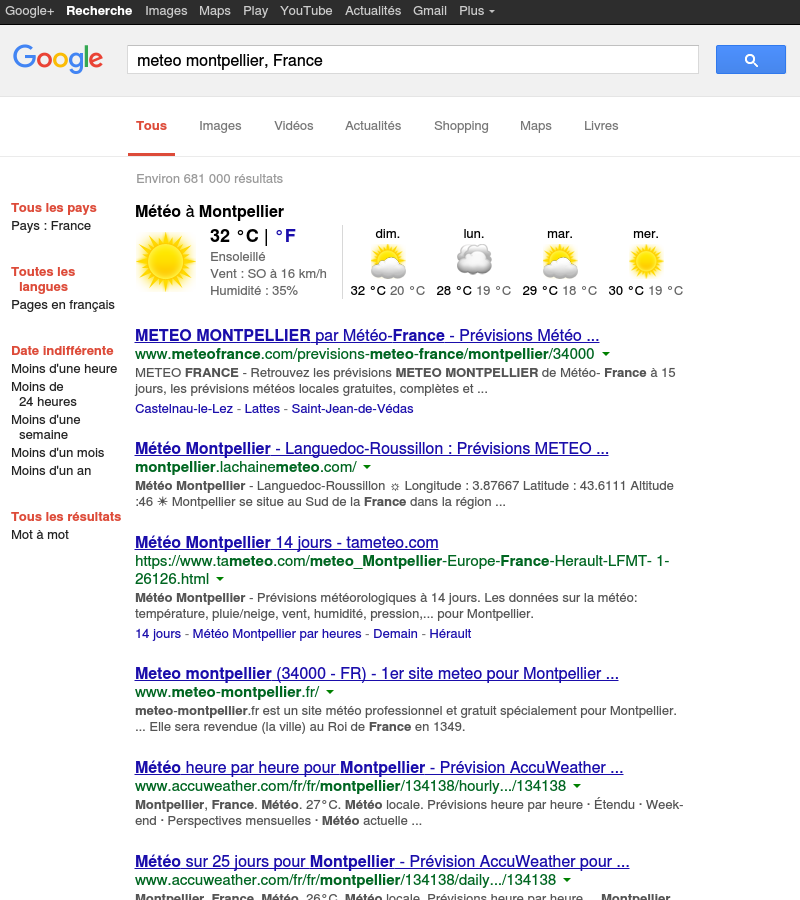 Google+ Recherche Images Maps Play YouTube Actualités Gmail Plus
Google
meteo montpellier, France
Tous Images Vidéos Actualités Shopping Maps Livres
Environ 681 000 résultats
Tous les pays
Pays : France
Toutes les
langues
Pages en français
Date indifférente
Moins d'une heure
Moins de
24 heures
Moins d'une
semaine
Moins d'un mois
Moins d'un an
Tous les résultats
Mot à mot
Météo à Montpellier
32 °C | °F
Ensoleillé
Vent : SO à 16 km/h
Humidité : 35%
dim. lun. mar. mer.
32 °C 20 °C 28 °C 19 °C 29 °C 18 °C 30 °C 19 °C
METEO MONTPELLIER par Météo-France - Prévisions Météo ...
www.meteofrance.com/previsions-meteo-france/montpellier/34000
METEO FRANCE - Retrouvez les prévisions METEO MONTPELLIER de Météo- France à 15
jours, les prévisions météos locales gratuites, complètes et ...
Castelnau-le-Lez - Lattes - Saint-Jean-de-Védas
Météo Montpellier - Languedoc-Roussillon : Prévisions METEO ...
montpellier.lachainemeteo.com/
Météo Montpellier - Languedoc-Roussillon ☼ Longitude : 3.87667 Latitude : 43.6111 Altitude
:46 ☀ Montpellier se situe au Sud de la France dans la région ...
Météo Montpellier 14 jours - tameteo.com
https://www.tameteo.com/meteo_Montpellier-Europe-France-Herault-LFMT- 1-
26126.html
Météo Montpellier - Prévisions météorologiques à 14 jours. Les données sur la météo:
température, pluie/neige, vent, humidité, pression,... pour Montpellier.
14 jours - Météo Montpellier par heures - Demain - Hérault
Meteo montpellier (34000 - FR) - 1er site meteo pour Montpellier ...
www.meteo-montpellier.fr/
meteo-montpellier.fr est un site météo professionnel et gratuit spécialement pour Montpellier.
... Elle sera revendue (la ville) au Roi de France en 1349.
Météo heure par heure pour Montpellier - Prévision AccuWeather ...
www.accuweather.com/fr/fr/montpellier/134138/hourly.../134138
Montpellier, France. Météo. 27°C. Météo locale. Prévisions heure par heure · Étendu · Week-
end · Perspectives mensuelles · Météo actuelle ...
Météo sur 25 jours pour Montpellier - Prévision AccuWeather pour ...
www.accuweather.com/fr/fr/montpellier/134138/daily.../134138
Montpellier, France. Météo. 26°C. Météo locale. Prévisions heure par heure ... Montpellier,